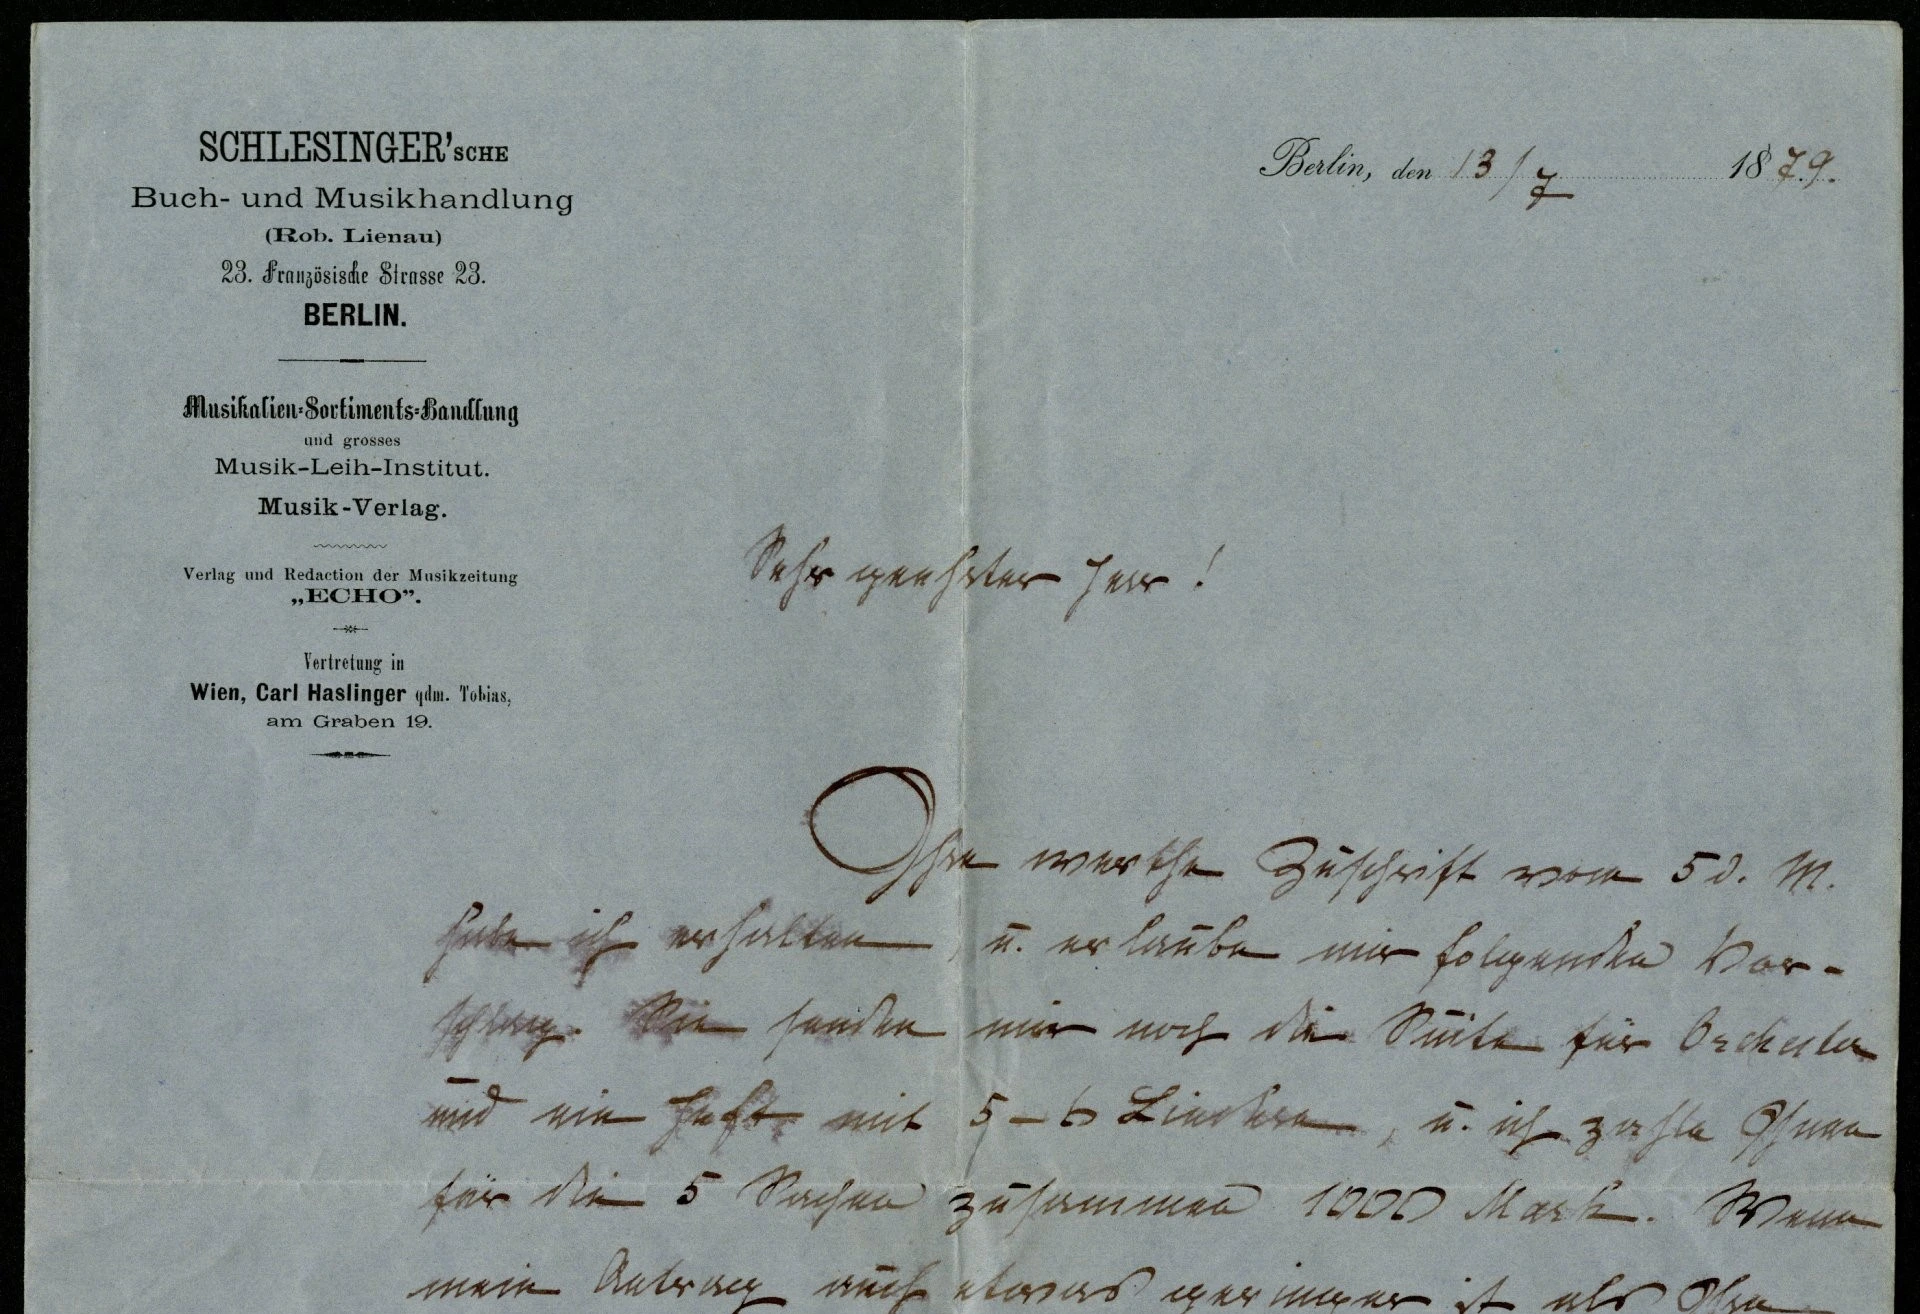 SCHLESINGER'SCHE
Buch- und Musikhandlung
(Rob. Lienau)
23. Französische Strasse 23.
BERLIN.
Musikalien-Sortiments-Handlung
und grosses
Musik-Leih-Institut.
Musik-Verlag.
Verlag und Redaction der Musikzeitung
„ECHO”.
Vertretung in
Wien, Carl Haslinger qdm. Tobias,
am Graben 19.
Berlin, den 13/7 1879.
Sehr geehrter Herr!
Ihre werthe Zuschrift vom 5 d. M.
habe ich erhalten, u. erlaube mir folgenden Vor-
schlag. Sie senden mir noch die Suite für Orchester
und ein Heft mit 5-6 Liedern, u. ich zahle Ihnen
für die 5 Sachen zusammen 1000 Mark. Wenn
mein Antrag auch etwas geringer ist als Ihre